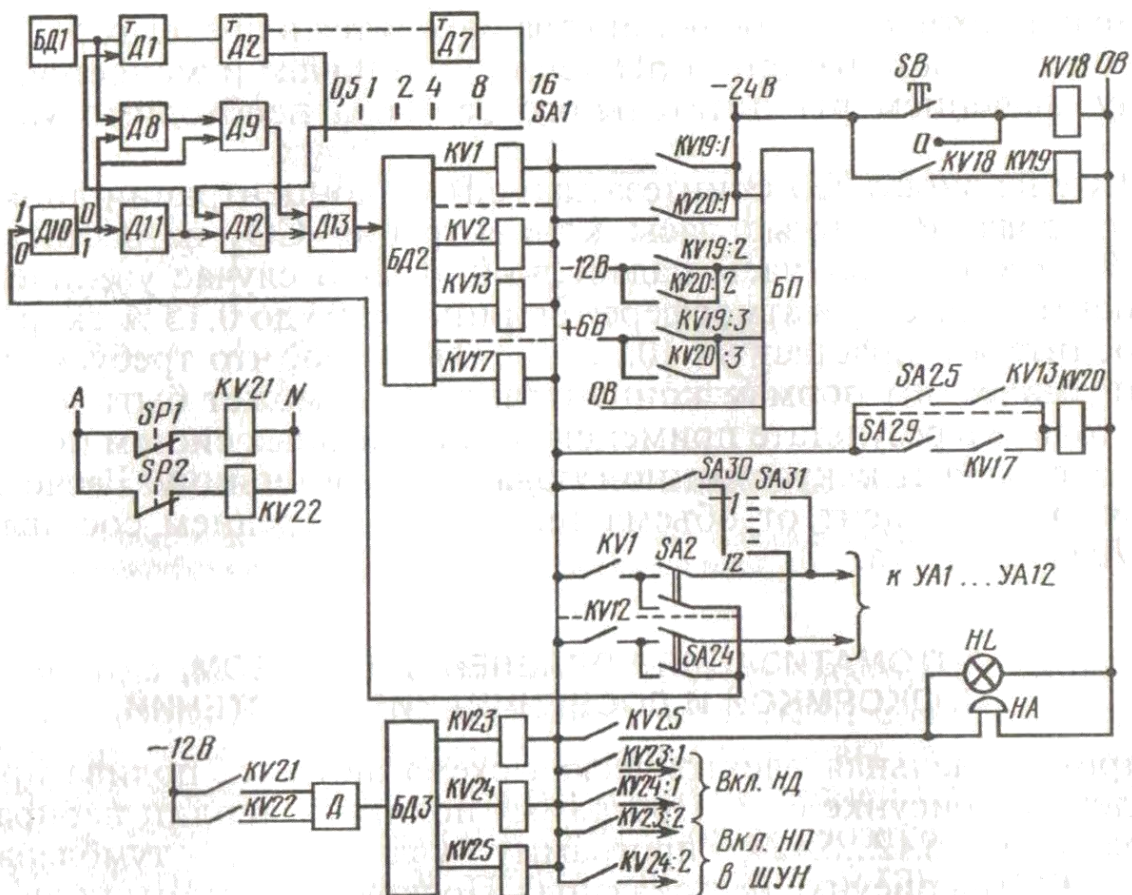 БД1
Т
Д1
Т
Д2
Т
Д7
0,5 1 2 4 8 16
SA1
Д8
Д9
1
0
Д10
0
1
Д11
Д12
Д13
БД2
KV1
KV2
KV13
KV17
-24В
KV19:1
KV20:1
-12В
KV19:2
KV20:2
+6В
KV19:3
KV20:3
0В
БП
SB
KV18
0В
Q
KV18
KV19
SA25
KV13
KV20
SA29
KV17
A
SP1
KV21
N
SP2
KV22
SA30
1
SA31
12
KV1
SA2
KV12
SA24
к УА1...УА12
HL
HA
-12В
KV21
KV22
Д
БД3
KV23
KV24
KV25
KV25
KV23:1
KV24:1
Вкл. НД
KV23:2
KV24:2
Вкл. НП
в ШУН